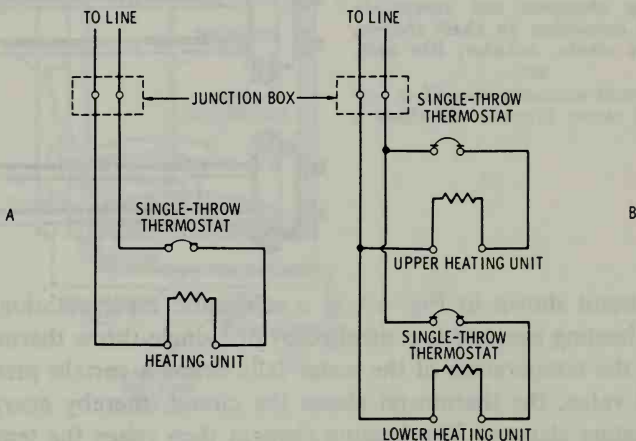 TO LINE
TO LINE
JUNCTION BOX
SINGLE-THROW
THERMOSTAT
A
SINGLE-THROW
THERMOSTAT
B
UPPER HEATING UNIT
SINGLE-THROW
THERMOSTAT
HEATING UNIT
LOWER HEATING UNIT